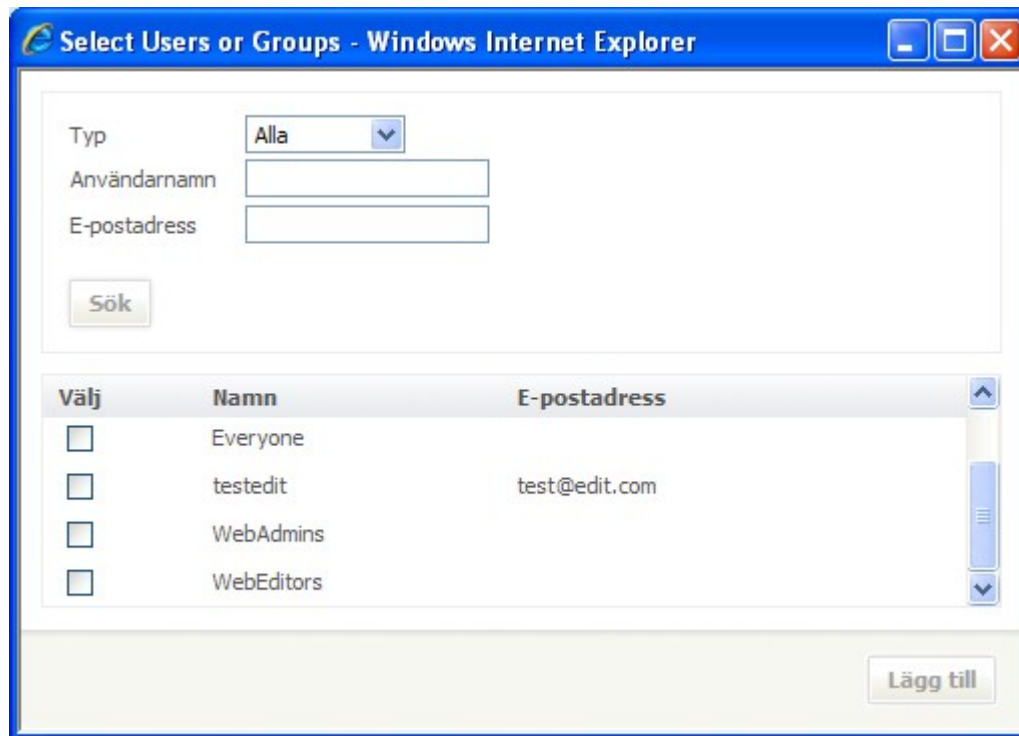 Select Users or Groups - Windows Internet Explorer
Typ Alla
Användarnamn
E-postadress
Sök
Välj Namn E-postadress
Everyone
testedit test@edit.com
WebAdmins
WebEditors
Lägg till